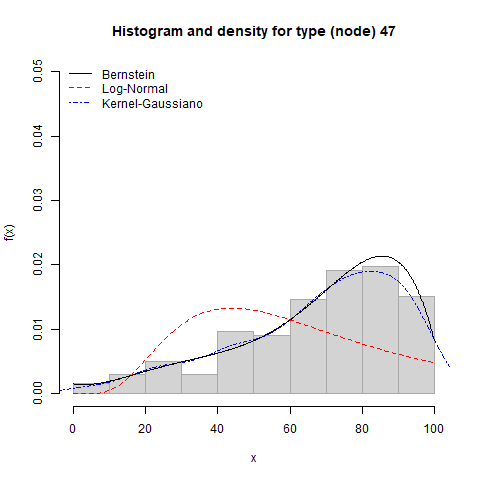 Histogram and density for type (node) 47
Bernstein
Log-Normal
Kernel-Gaussiano
f(x)
0.05
0.04
0.03
0.02
0.01
0.00
0 20 40 60 80 100
x